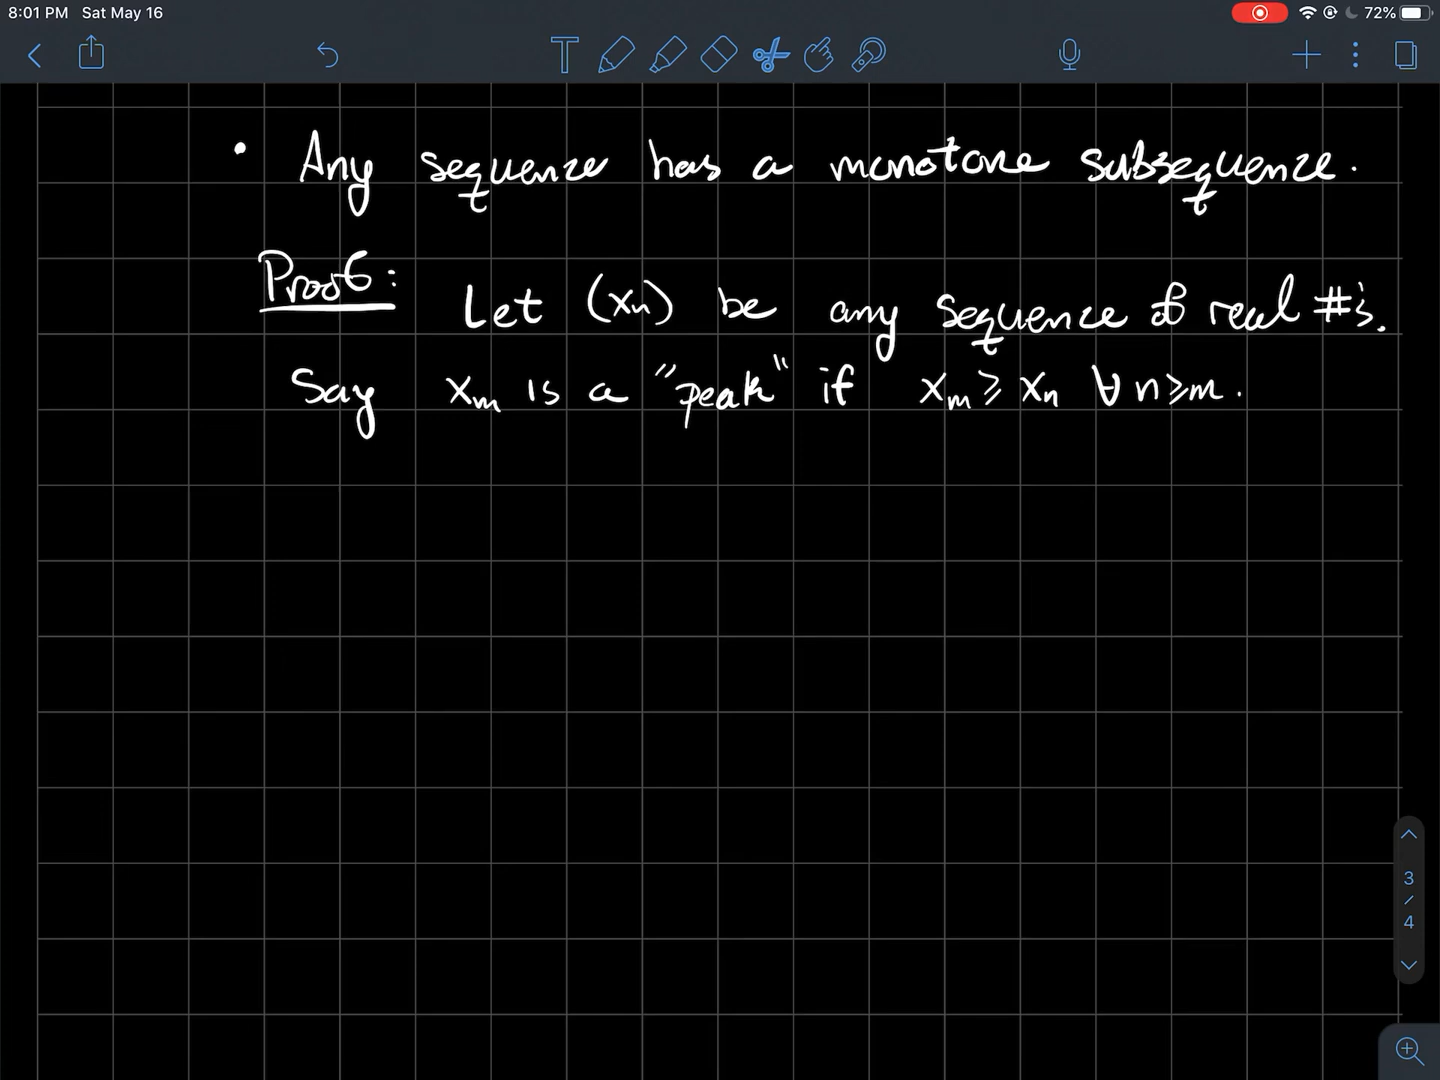 8:01 PM Sat May 16
72%
T
• Any sequence has a monotone subsequence.
Proof: Let (xₙ) be any sequence of real #'s.
Say xₘ is a "peak" if xₘ ≥ xₙ ∀ n ≥ m.
3
/
4